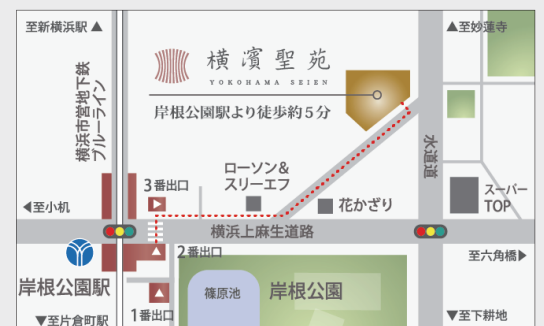 至新横浜駅▲
▲至妙蓮寺
横濱聖苑
YOKOHAMA SEIEN
岸根公園駅より徒歩約5分
横浜市営地下鉄
ブルーライン
水道道
ローソン&
スリーエフ
3番出口
花かざり
スーパー
TOP
◀至小机
横浜上麻生道路
2番出口
至六角橋▶
岸根公園駅
篠原池
岸根公園
1番出口
▼至片倉町駅
▼至下耕地